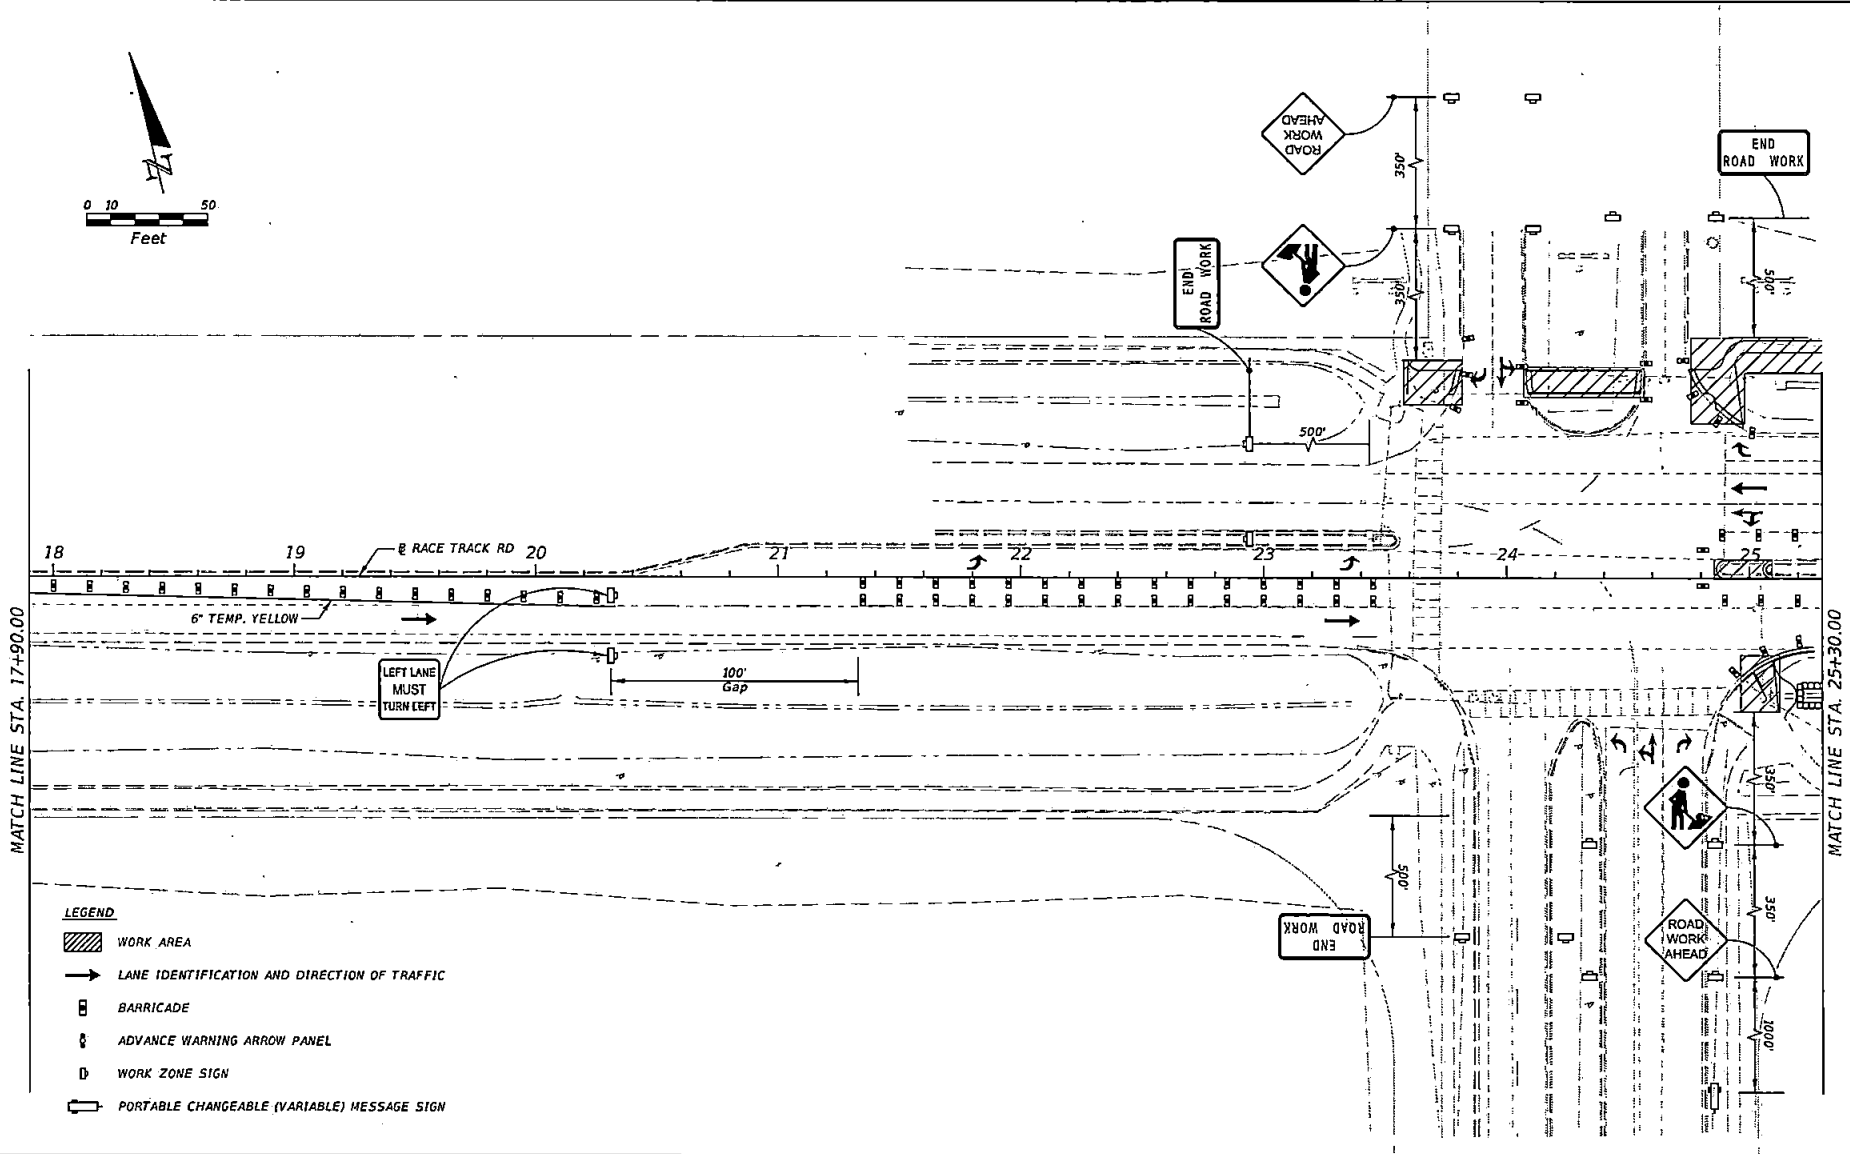 0 10 50
Feet
ROAD
WORK
AHEAD
350'
350'
END
ROAD WORK
END
ROAD WORK
500'
500'
18 19 20 21 22 23 24 25
℄ RACE TRACK RD
6" TEMP. YELLOW
LEFT LANE
MUST
TURN LEFT
100'
Gap
MATCH LINE STA. 17+90.00
MATCH LINE STA. 25+30.00
350'
500'
END
ROAD WORK
ROAD
WORK
AHEAD
350'
1000'
LEGEND
WORK AREA
LANE IDENTIFICATION AND DIRECTION OF TRAFFIC
BARRICADE
ADVANCE WARNING ARROW PANEL
WORK ZONE SIGN
PORTABLE CHANGEABLE (VARIABLE) MESSAGE SIGN